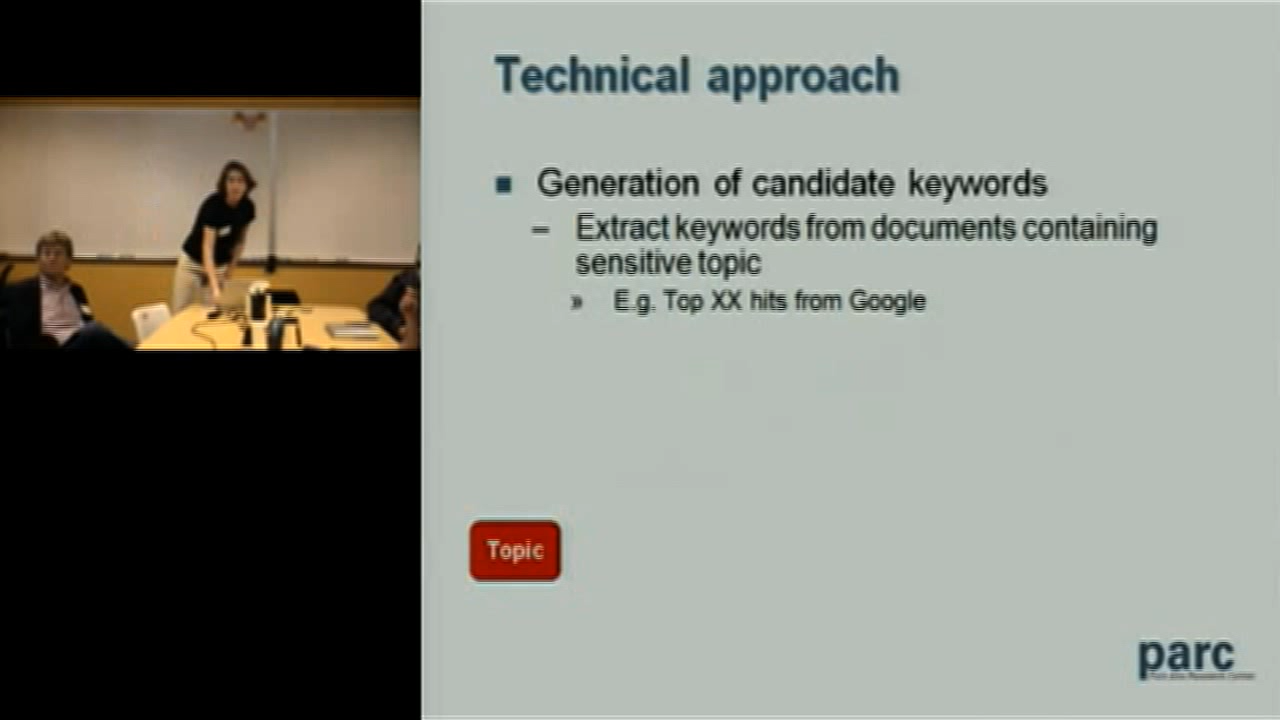 Technical approach
Generation of candidate keywords
– Extract keywords from documents containing
sensitive topic
» E.g. Top XX hits from Google
Topic
parc